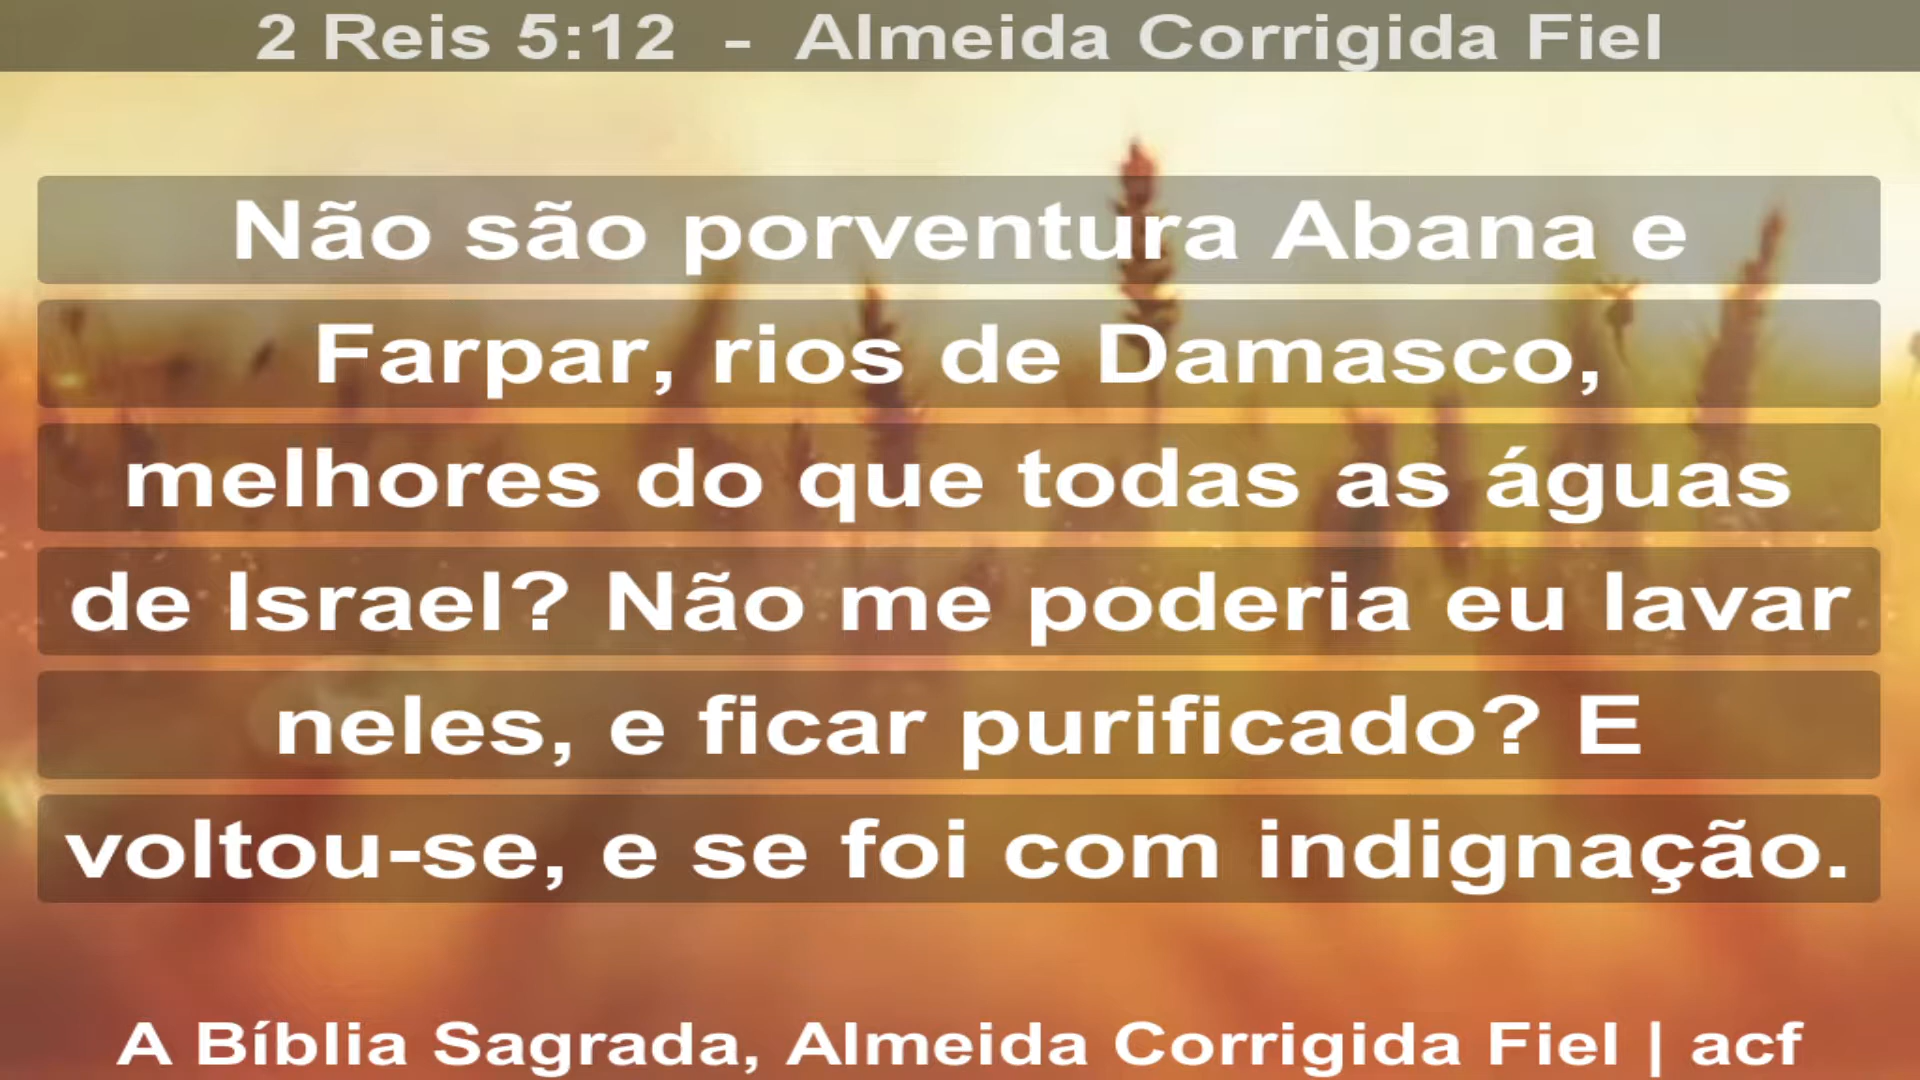 2 Reis 5:12 - Almeida Corrigida Fiel
Não são porventura Abana e
Farpar, rios de Damasco,
melhores do que todas as águas
de Israel? Não me poderia eu lavar
neles, e ficar purificado? E
voltou-se, e se foi com indignação.
A Bíblia Sagrada, Almeida Corrigida Fiel | acf